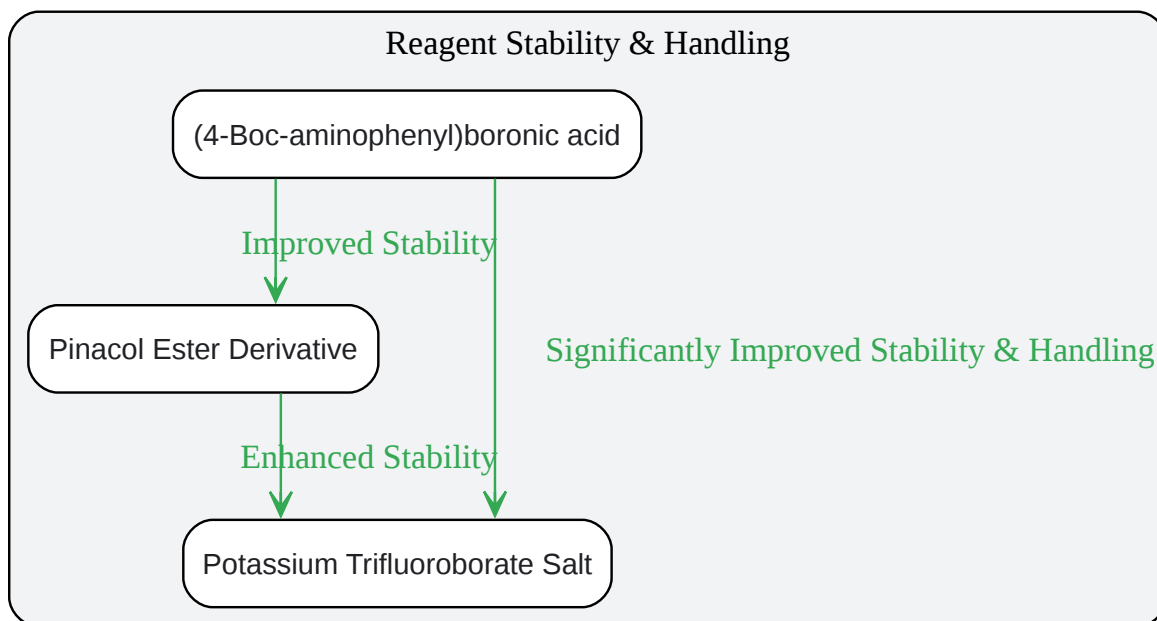 Reagent Stability & Handling
(4-Boc-aminophenyl)boronic acid
Improved Stability
Pinacol Ester Derivative
Significantly Improved Stability & Handling
Enhanced Stability
Potassium Trifluoroborate Salt